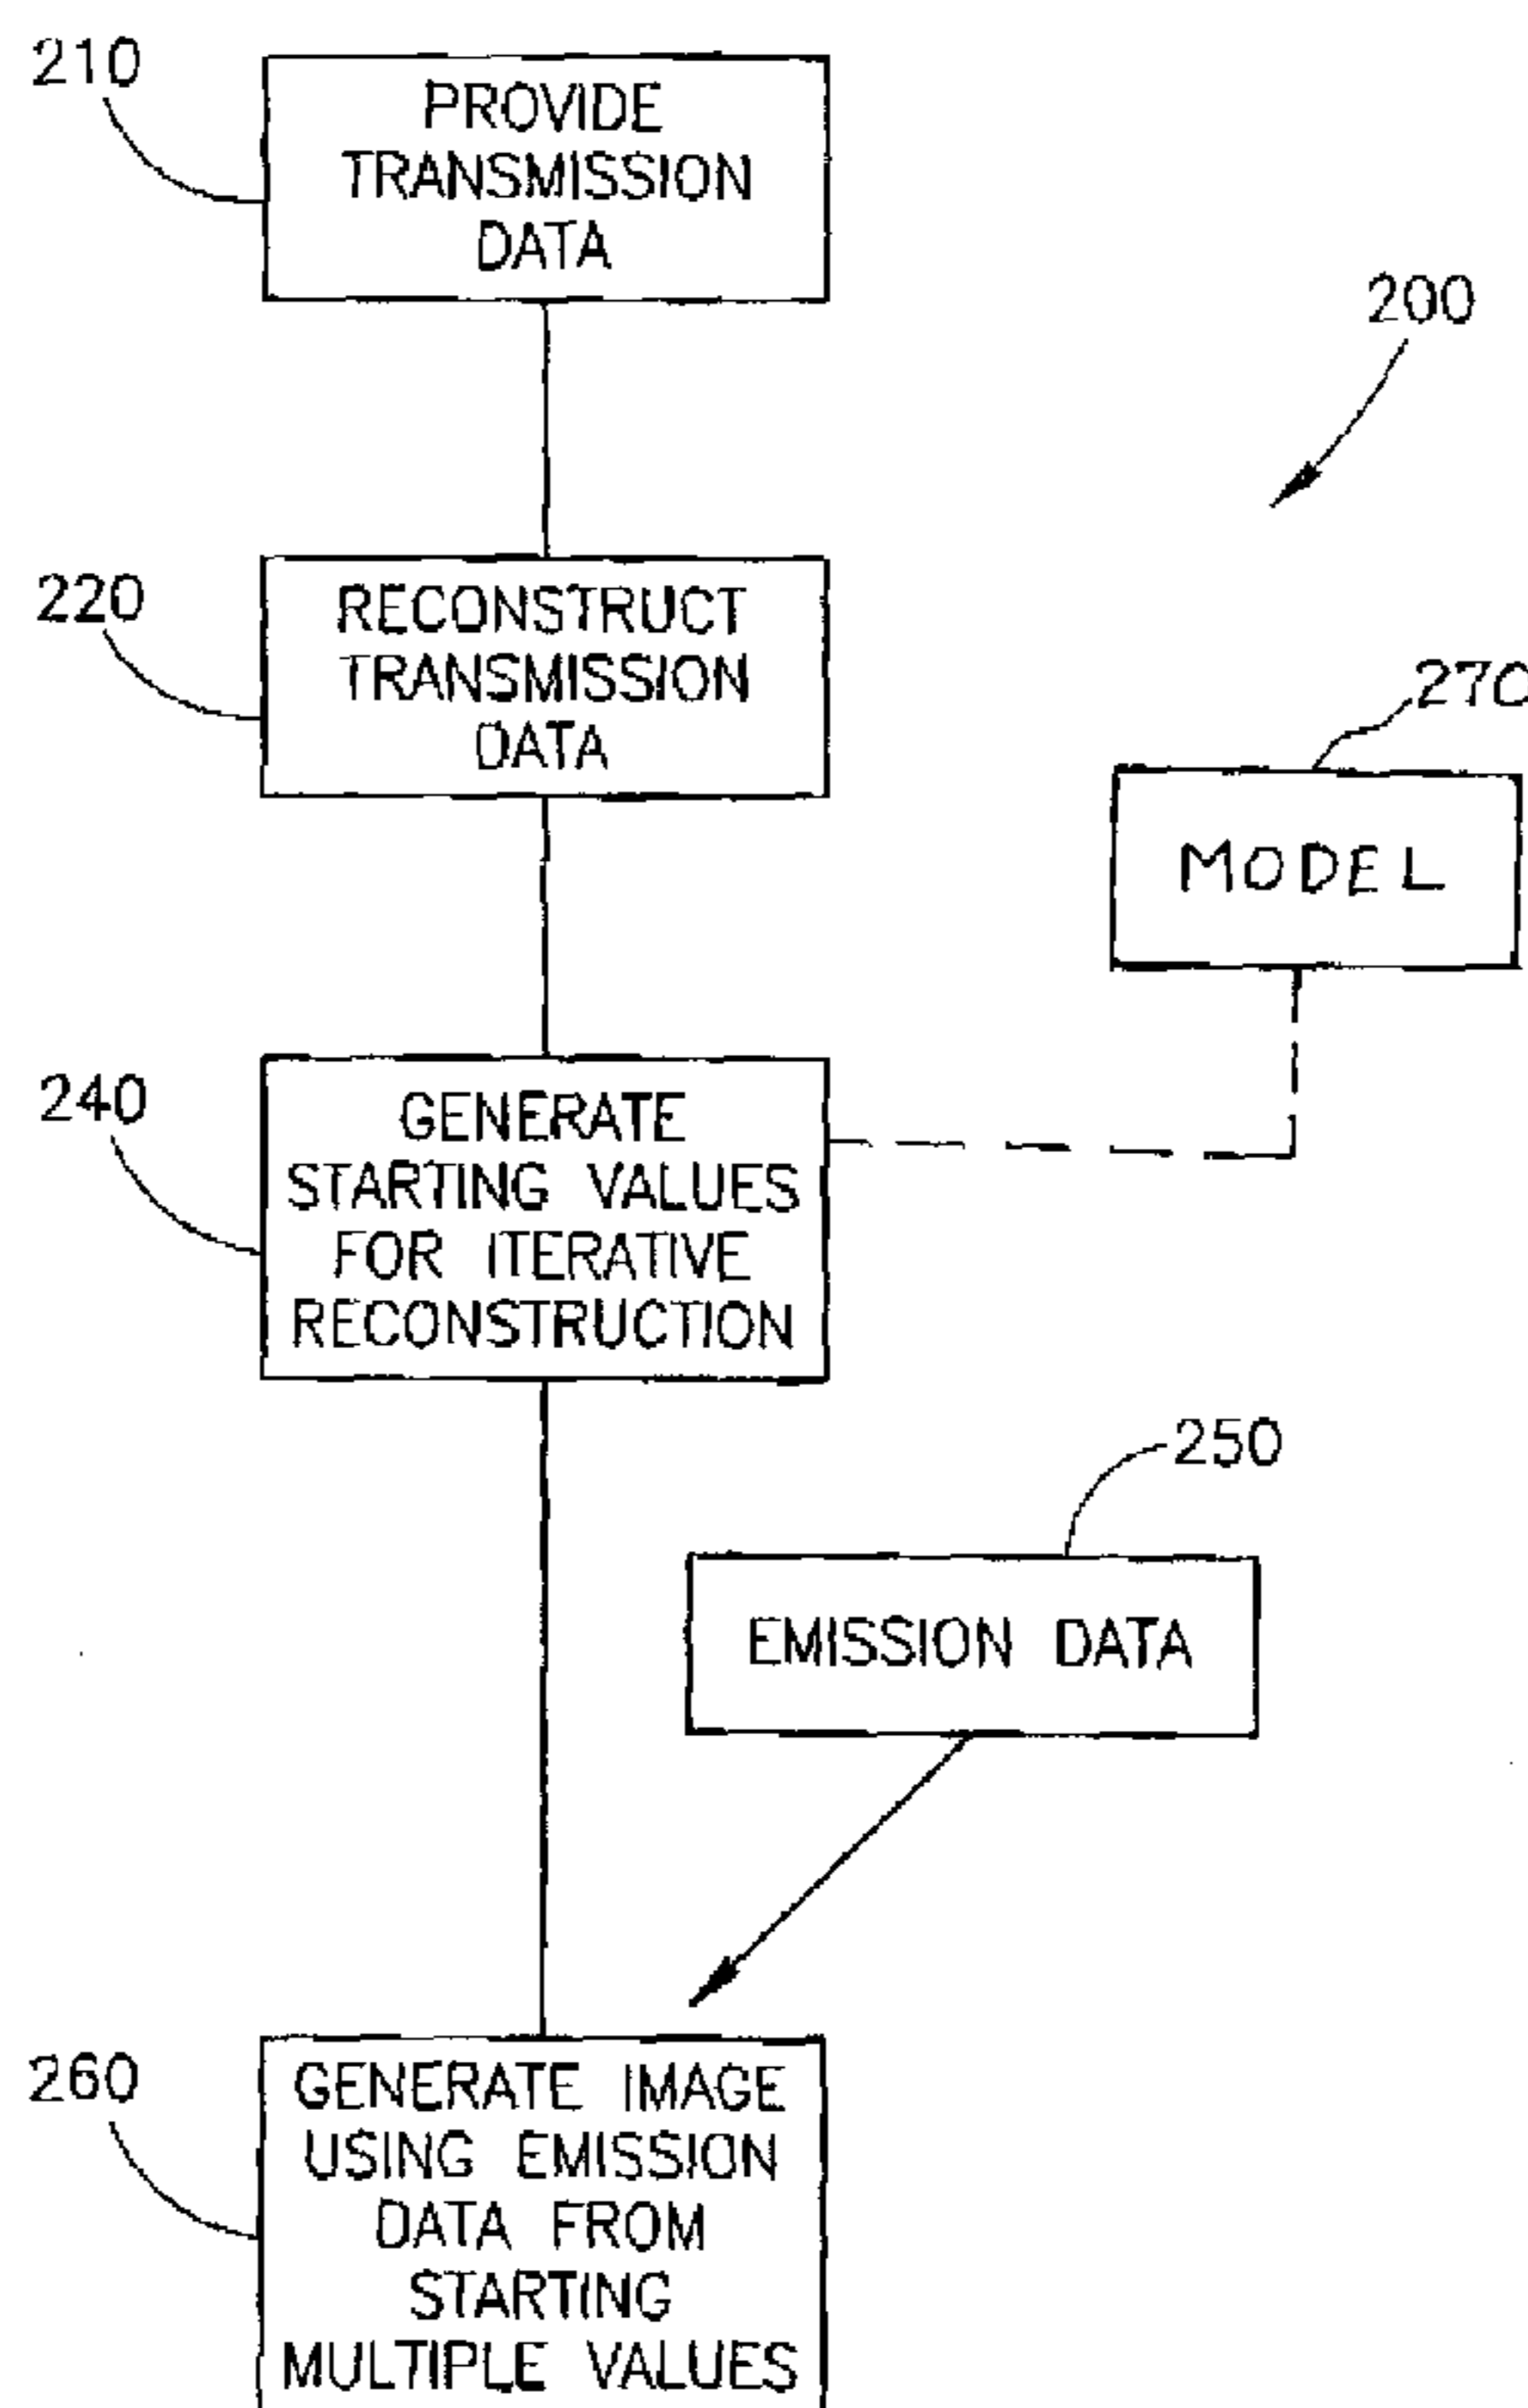 210
PROVIDE
TRANSMISSION
DATA
200
220
RECONSTRUCT
TRANSMISSION
DATA
270
MODEL
240
GENERATE
STARTING VALUES
FOR ITERATIVE
RECONSTRUCTION
250
EMISSION DATA
260
GENERATE IMAGE
USING EMISSION
DATA FROM
STARTING
MULTIPLE VALUES